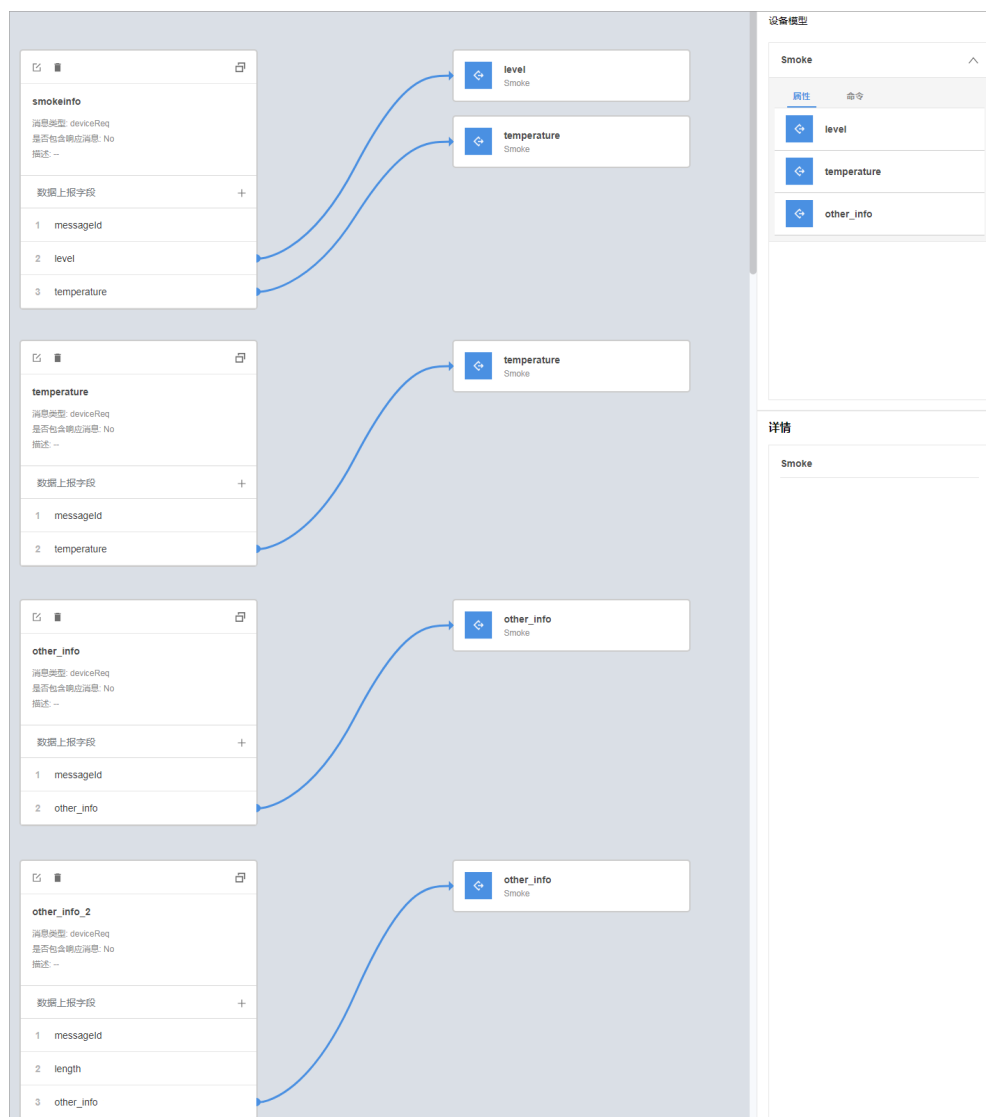 smokeinfo
消息类型: deviceReq
是否包含响应消息: No
描述: --
数据上报字段 +
1 messageId
2 level
3 temperature
level
Smoke
temperature
Smoke
temperature
消息类型: deviceReq
是否包含响应消息: No
描述: --
数据上报字段 +
1 messageId
2 temperature
temperature
Smoke
other_info
消息类型: deviceReq
是否包含响应消息: No
描述: --
数据上报字段 +
1 messageId
2 other_info
other_info
Smoke
other_info_2
消息类型: deviceReq
是否包含响应消息: No
描述: --
数据上报字段 +
1 messageId
2 length
3 other_info
other_info
Smoke
设备模型
Smoke
属性 命令
level
temperature
other_info
详情
Smoke